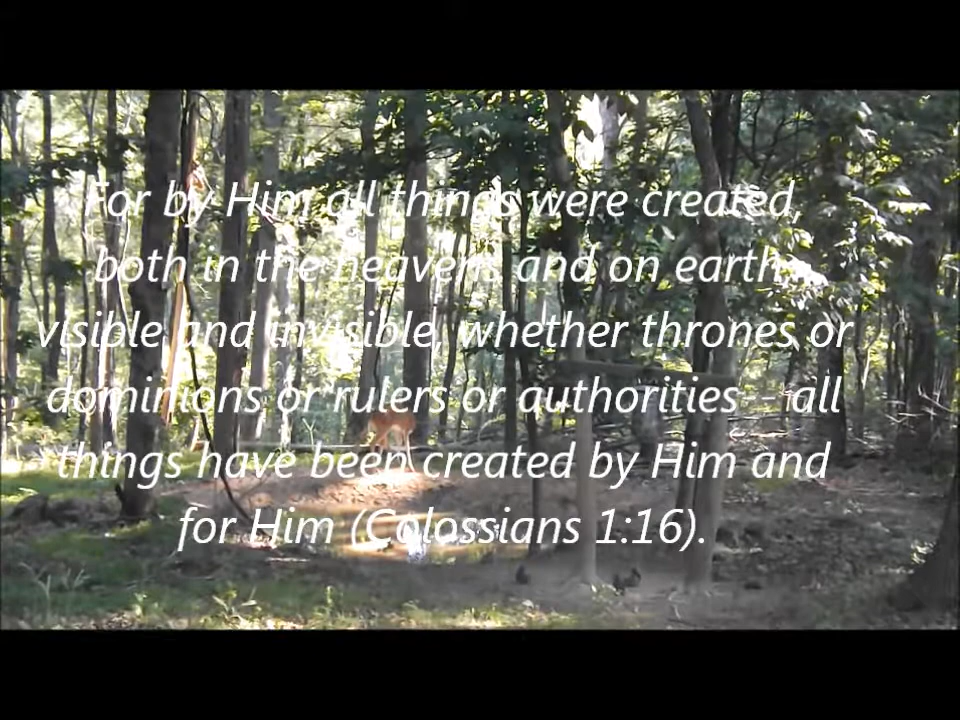 For by Him all things were created,
both in the heavens and on earth,
visible and invisible, whether thrones or
dominions or rulers or authorities-- all
things have been created by Him and
for Him (Colossians 1:16).